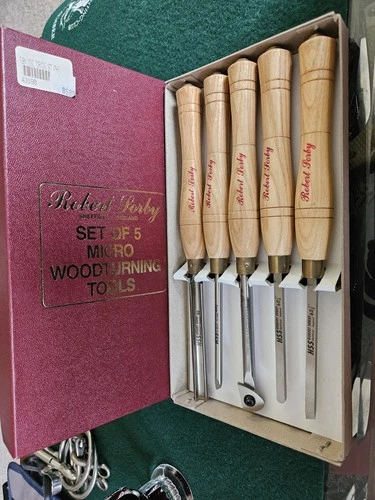 Robert Sorby
SHEFFIELD ENGLAND
SET OF 5
MICRO
WOODTURNING
TOOLS
Robert Sorby
Robert Sorby
Robert Sorby
Robert Sorby
Robert Sorby
HSS
HSS
HSS